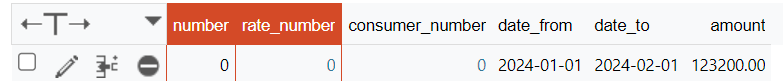 ←T→ number rate_number consumer_number date_from date_to amount
0 0 0 2024-01-01 2024-02-01 123200.00